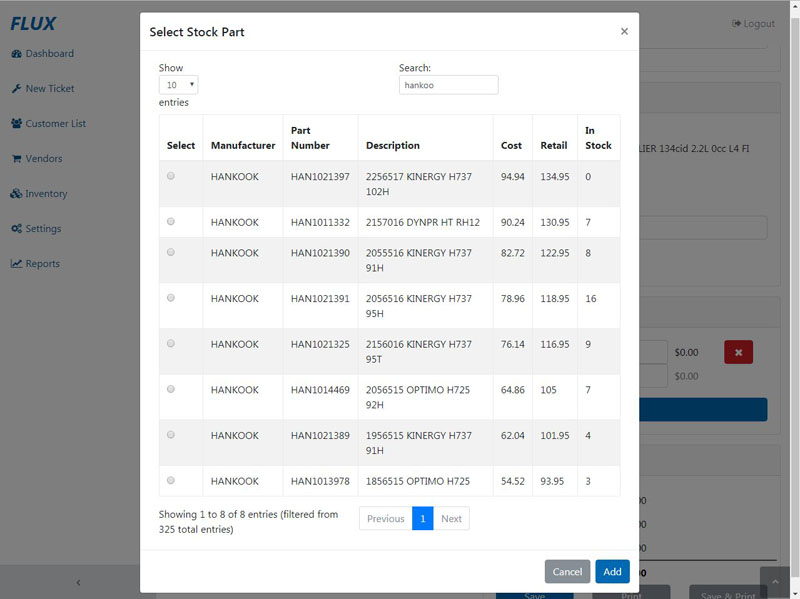 FLUX
Logout
Dashboard
New Ticket
Customer List
Vendors
Inventory
Settings
Reports
Select Stock Part
×
Show
10
entries
Search:
hankoo
Select Manufacturer Part Number Description Cost Retail In Stock
HANKOOK HAN1021397 2256517 KINERGY H737 94.94 134.95 0
102H
HANKOOK HAN1011332 2157016 DYNPR HT RH12 90.24 130.95 7
HANKOOK HAN1021390 2055516 KINERGY H737 82.72 122.95 8
91H
HANKOOK HAN1021391 2056516 KINERGY H737 78.96 118.95 16
95H
HANKOOK HAN1021325 2156016 KINERGY H737 76.14 116.95 9
95T
HANKOOK HAN1014469 2056515 OPTIMO H725 64.86 105 7
92H
HANKOOK HAN1021389 1956515 KINERGY H737 62.04 101.95 4
91H
HANKOOK HAN1013978 1856515 OPTIMO H725 54.52 93.95 3
Showing 1 to 8 of 8 entries (filtered from
325 total entries)
Previous 1 Next
Cancel Add
LIER 134cid 2.2L 0cc L4 FI
$0.00
$0.00
00
00
00
00
Save Print Save & Print